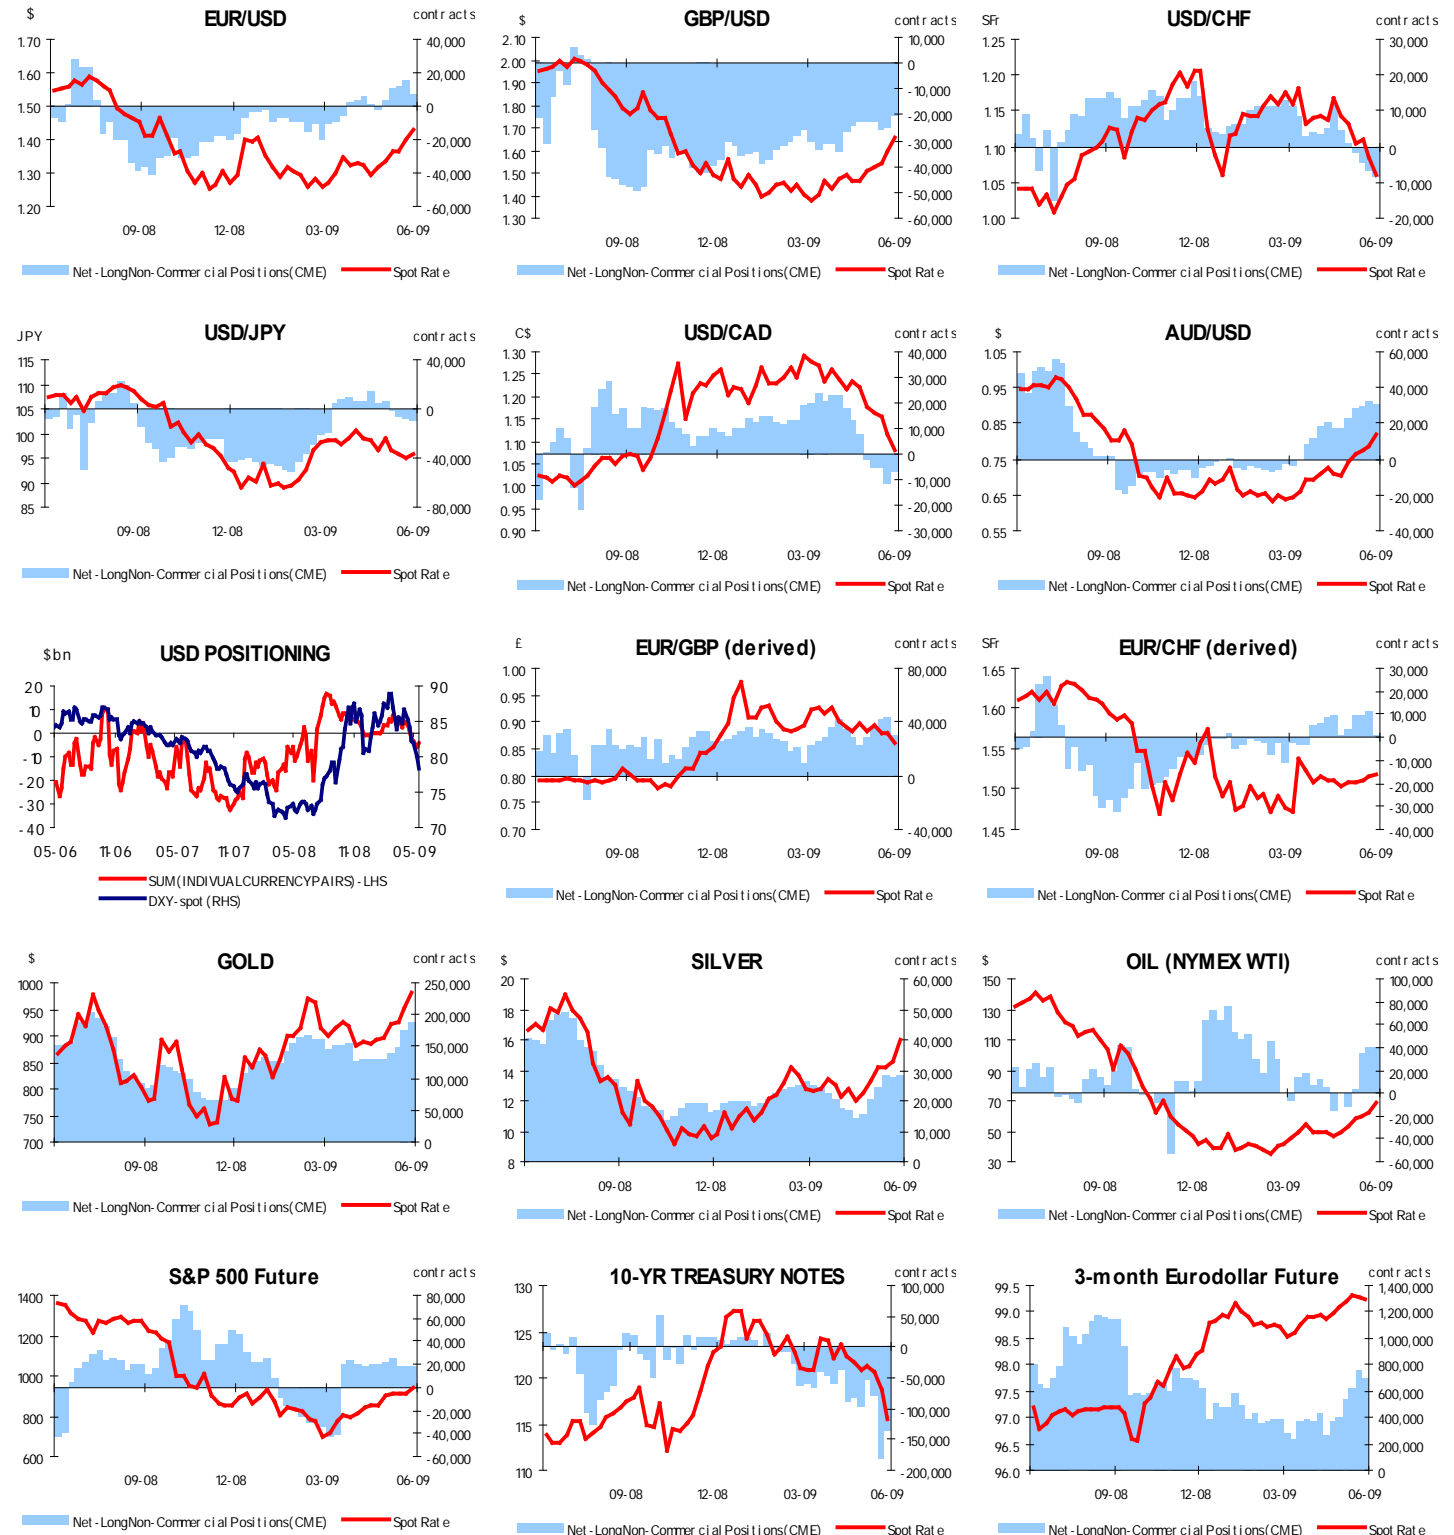 $ EUR/USD contracts
1.70 40,000
1.60 20,000
1.50 0
1.40 -20,000
1.30 -40,000
1.20 -60,000
09-08 12-08 03-09 06-09
Net-Long Non-Commercial Positions (CME) Spot Rate
$ GBP/USD contracts
2.10 10,000
2.00 0
1.90 -10,000
1.80 -20,000
1.70 -30,000
1.60 -40,000
1.50 -50,000
1.40 -60,000
1.30
09-08 12-08 03-09 06-09
Net-Long Non-Commercial Positions (CME) Spot Rate
SFr USD/CHF contracts
1.25 30,000
1.20 20,000
1.15 10,000
1.10 0
1.05 -10,000
1.00 -20,000
09-08 12-08 03-09 06-09
Net-Long Non-Commercial Positions (CME) Spot Rate
JPY USD/JPY contracts
115 40,000
110 0
105 -40,000
100 -80,000
95
90
85
09-08 12-08 03-09 06-09
Net-Long Non-Commercial Positions (CME) Spot Rate
C$ USD/CAD contracts
1.30 40,000
1.25 30,000
1.20 20,000
1.15 10,000
1.10 0
1.05 -10,000
1.00 -20,000
0.95 -30,000
0.90
09-08 12-08 03-09 06-09
Net-Long Non-Commercial Positions (CME) Spot Rate
$ AUD/USD contracts
1.05 60,000
0.95 40,000
0.85 20,000
0.75 0
0.65 -20,000
0.55 -40,000
09-08 12-08 03-09 06-09
Net-Long Non-Commercial Positions (CME) Spot Rate
$bn USD POSITIONING
20 90
10 85
0 80
-10 75
-20 70
-30
-40
05-06 11-06 05-07 11-07 05-08 11-08 05-09
SUM (INDIVUAL CURRENCY PAIRS) - LHS
DXY-spot (RHS)
£ EUR/GBP (derived) contracts
1.00 80,000
0.95 40,000
0.90 0
0.85 -40,000
0.80
0.75
0.70
09-08 12-08 03-09 06-09
Net-Long Non-Commercial Positions (CME) Spot Rate
SFr EUR/CHF (derived) contracts
1.65 30,000
1.60 20,000
1.55 10,000
1.50 0
1.45 -10,000
-20,000
-30,000
-40,000
09-08 12-08 03-09 06-09
Net-Long Non-Commercial Positions (CME) Spot Rate
$ GOLD contracts
1000 250,000
950 200,000
900 150,000
850 100,000
800 50,000
750 0
700
09-08 12-08 03-09 06-09
Net-Long Non-Commercial Positions (CME) Spot Rate
$ SILVER contracts
20 60,000
18 50,000
16 40,000
14 30,000
12 20,000
10 10,000
8 0
09-08 12-08 03-09 06-09
Net-Long Non-Commercial Positions (CME) Spot Rate
$ OIL (NYMEX WTI) contracts
150 100,000
130 80,000
110 60,000
90 40,000
70 20,000
50 0
30 -20,000
-40,000
-60,000
09-08 12-08 03-09 06-09
Net-Long Non-Commercial Positions (CME) Spot Rate
S&P 500 Future contracts
1400 80,000
1200 60,000
1000 40,000
800 20,000
600 0
-20,000
-40,000
-60,000
09-08 12-08 03-09 06-09
Net-Long Non-Commercial Positions (CME) Spot Rate
10-YR TREASURY NOTES contracts
130 100,000
125 50,000
120 0
115 -50,000
110 -100,000
-150,000
-200,000
09-08 12-08 03-09 06-09
Net-Long Non-Commercial Positions (CME) Spot Rate
3-month Eurodollar Future contracts
99.5 1,400,000
99.0 1,200,000
98.5 1,000,000
98.0 800,000
97.5 600,000
97.0 400,000
96.5 200,000
96.0 0
09-08 12-08 03-09 06-09
Net-Long Non-Commercial Positions (CME) Spot Rate